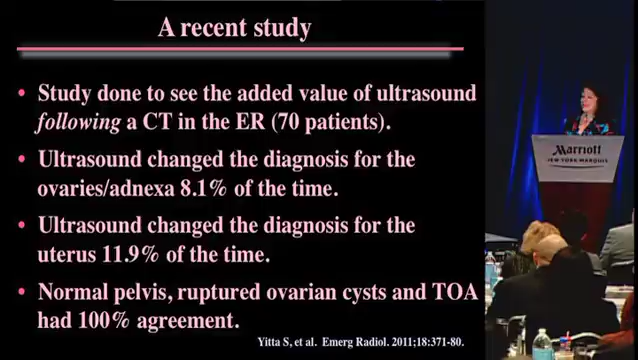 A recent study
• Study done to see the added value of ultrasound
following a CT in the ER (70 patients).
• Ultrasound changed the diagnosis for the
ovaries/adnexa 8.1% of the time.
• Ultrasound changed the diagnosis for the
uterus 11.9% of the time.
• Normal pelvis, ruptured ovarian cysts and TOA
had 100% agreement.
Yitta S, et al. Emerg Radiol. 2011;18:371-80.
Marriott
NEW YORK MARQUIS